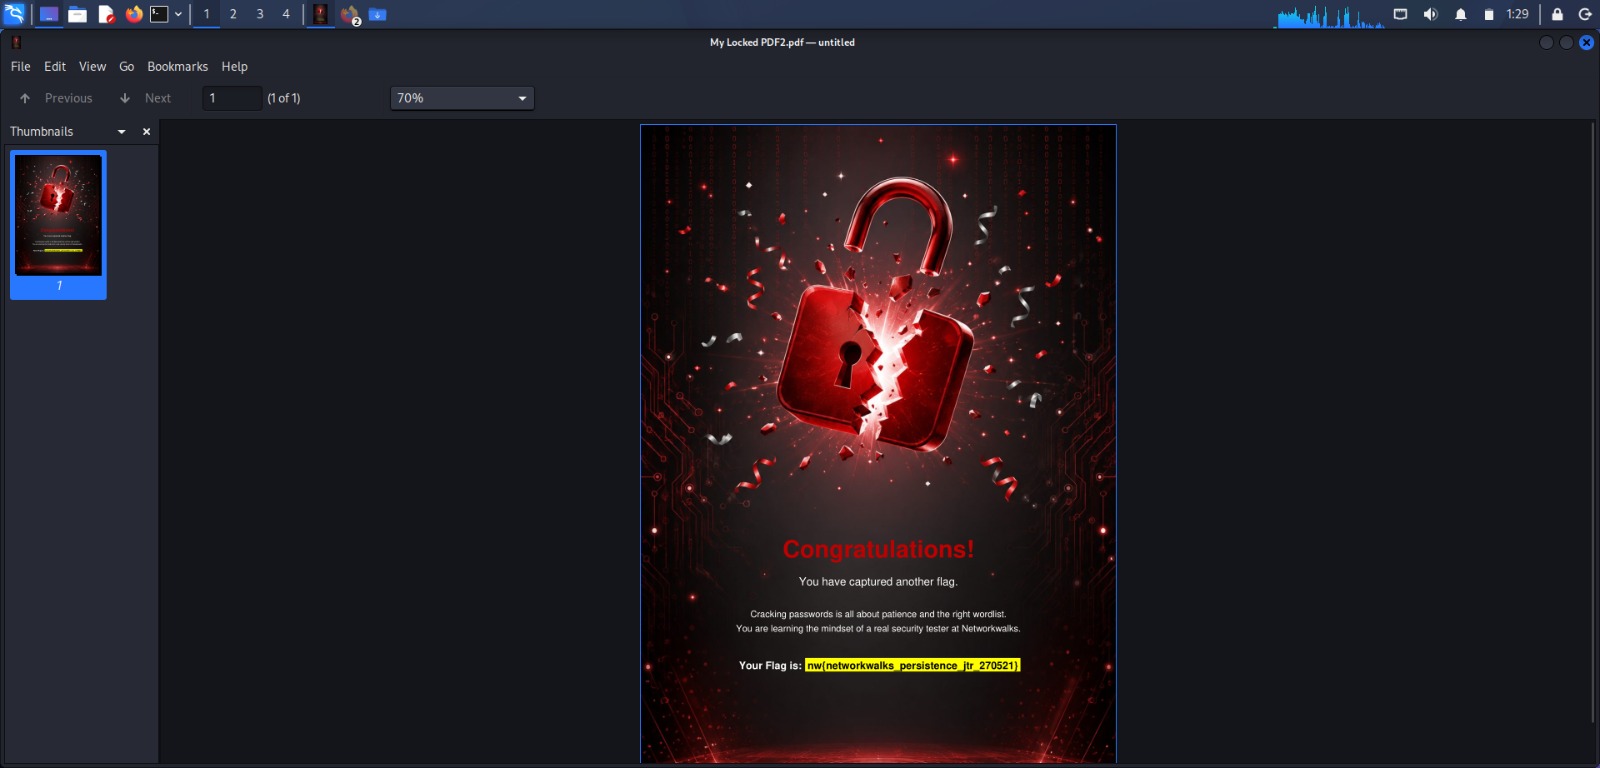 1 2 3 4
2
1:29
My Locked PDF2.pdf — untitled
File Edit View Go Bookmarks Help
Previous Next 1 (1 of 1) 70%
Thumbnails
1
Congratulations!
You have captured another flag.
Cracking passwords is all about patience and the right wordlist.
You are learning the mindset of a real security tester at Networkwalks.
Your Flag is: nw{networkwalks_persistence_jtr_270521}